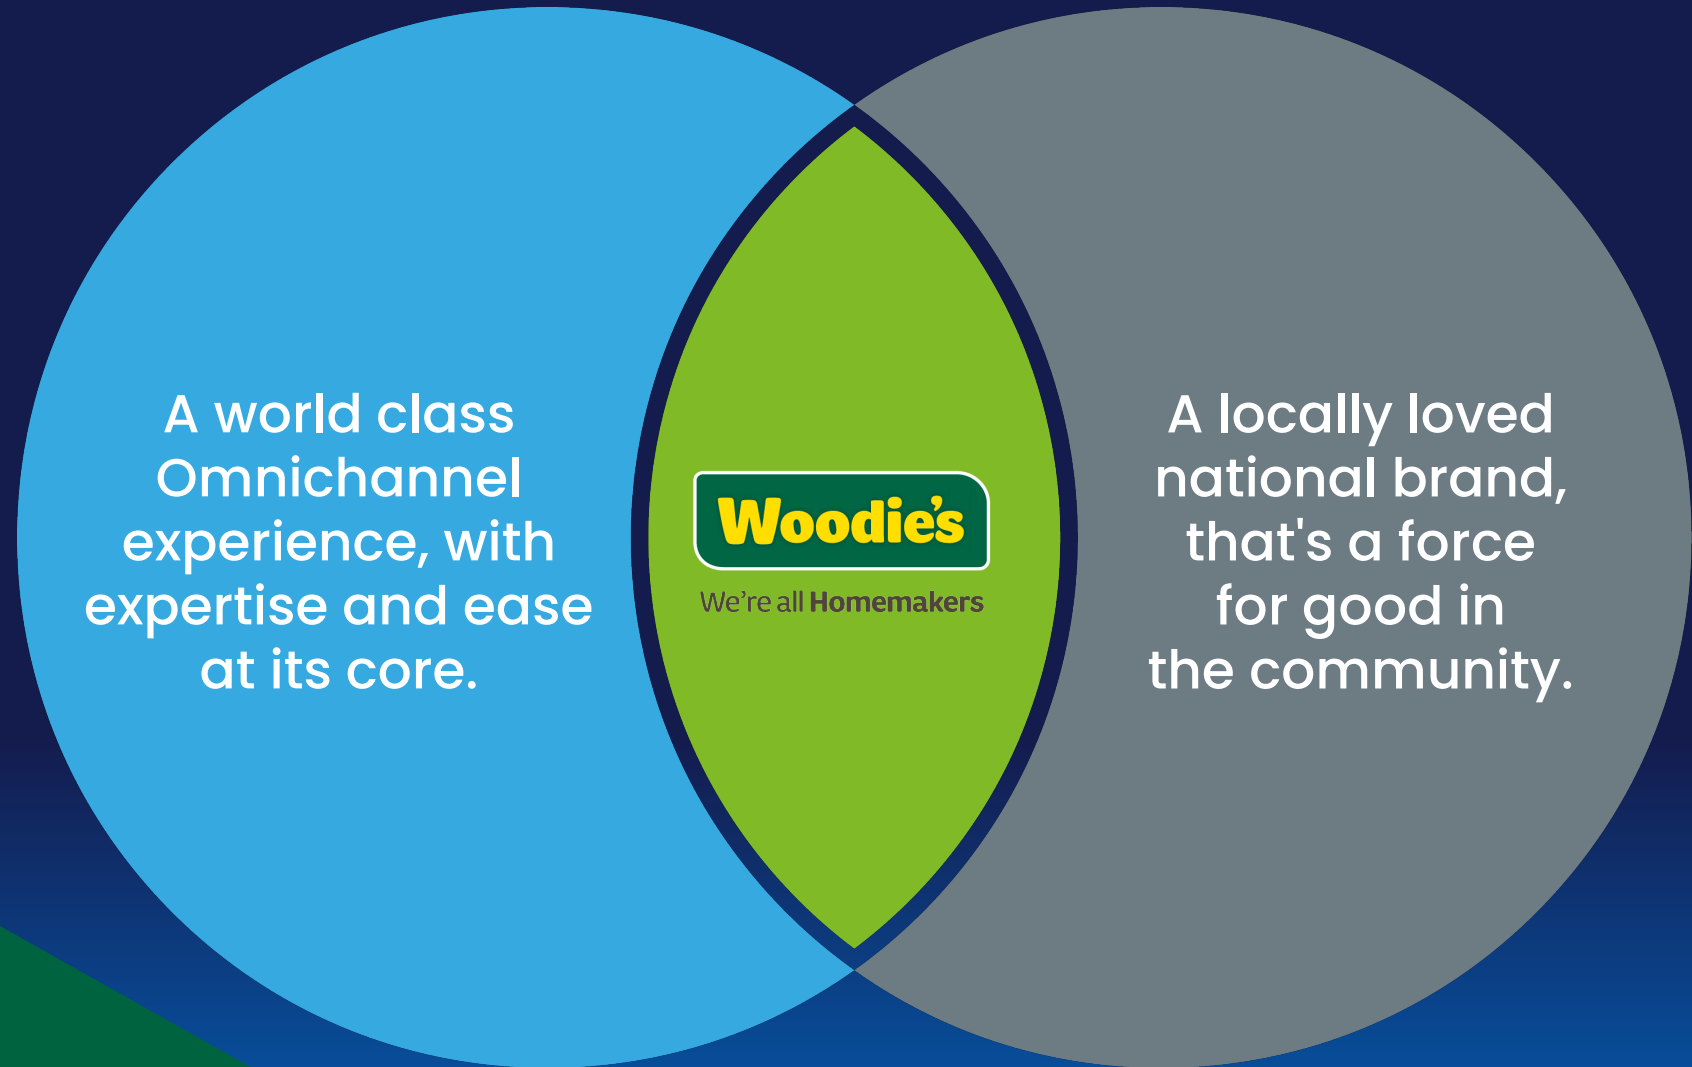 A world class
Omnichannel
experience, with
expertise and ease
at its core.
Woodie's
We're all Homemakers
A locally loved
national brand,
that's a force
for good in
the community.